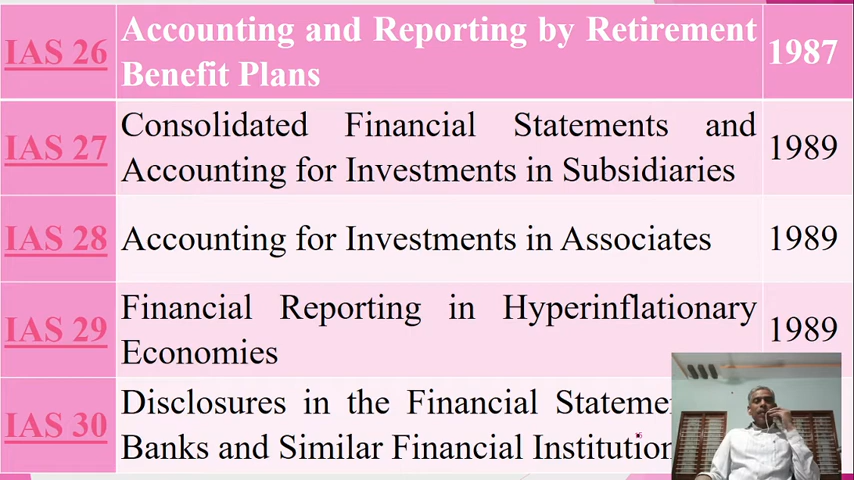 IAS 26 Accounting and Reporting by Retirement Benefit Plans 1987
IAS 27 Consolidated Financial Statements and Accounting for Investments in Subsidiaries 1989
IAS 28 Accounting for Investments in Associates 1989
IAS 29 Financial Reporting in Hyperinflationary Economies 1989
IAS 30 Disclosures in the Financial Banks and Similar Financial